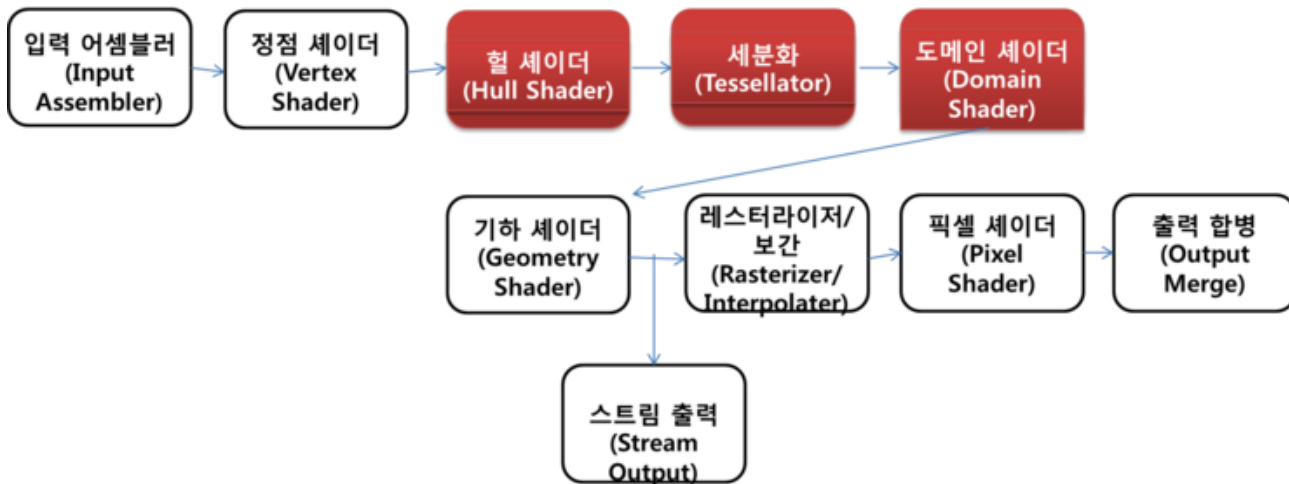 입력 어셈블러
(Input
Assembler)
정점 셰이더
(Vertex
Shader)
헐 셰이더
(Hull Shader)
세분화
(Tessellator)
도메인 셰이더
(Domain
Shader)
기하 셰이더
(Geometry
Shader)
레스터라이저/
보간
(Rasterizer/
Interpolater)
픽셀 셰이더
(Pixel
Shader)
출력 합병
(Output
Merge)
스트림 출력
(Stream
Output)